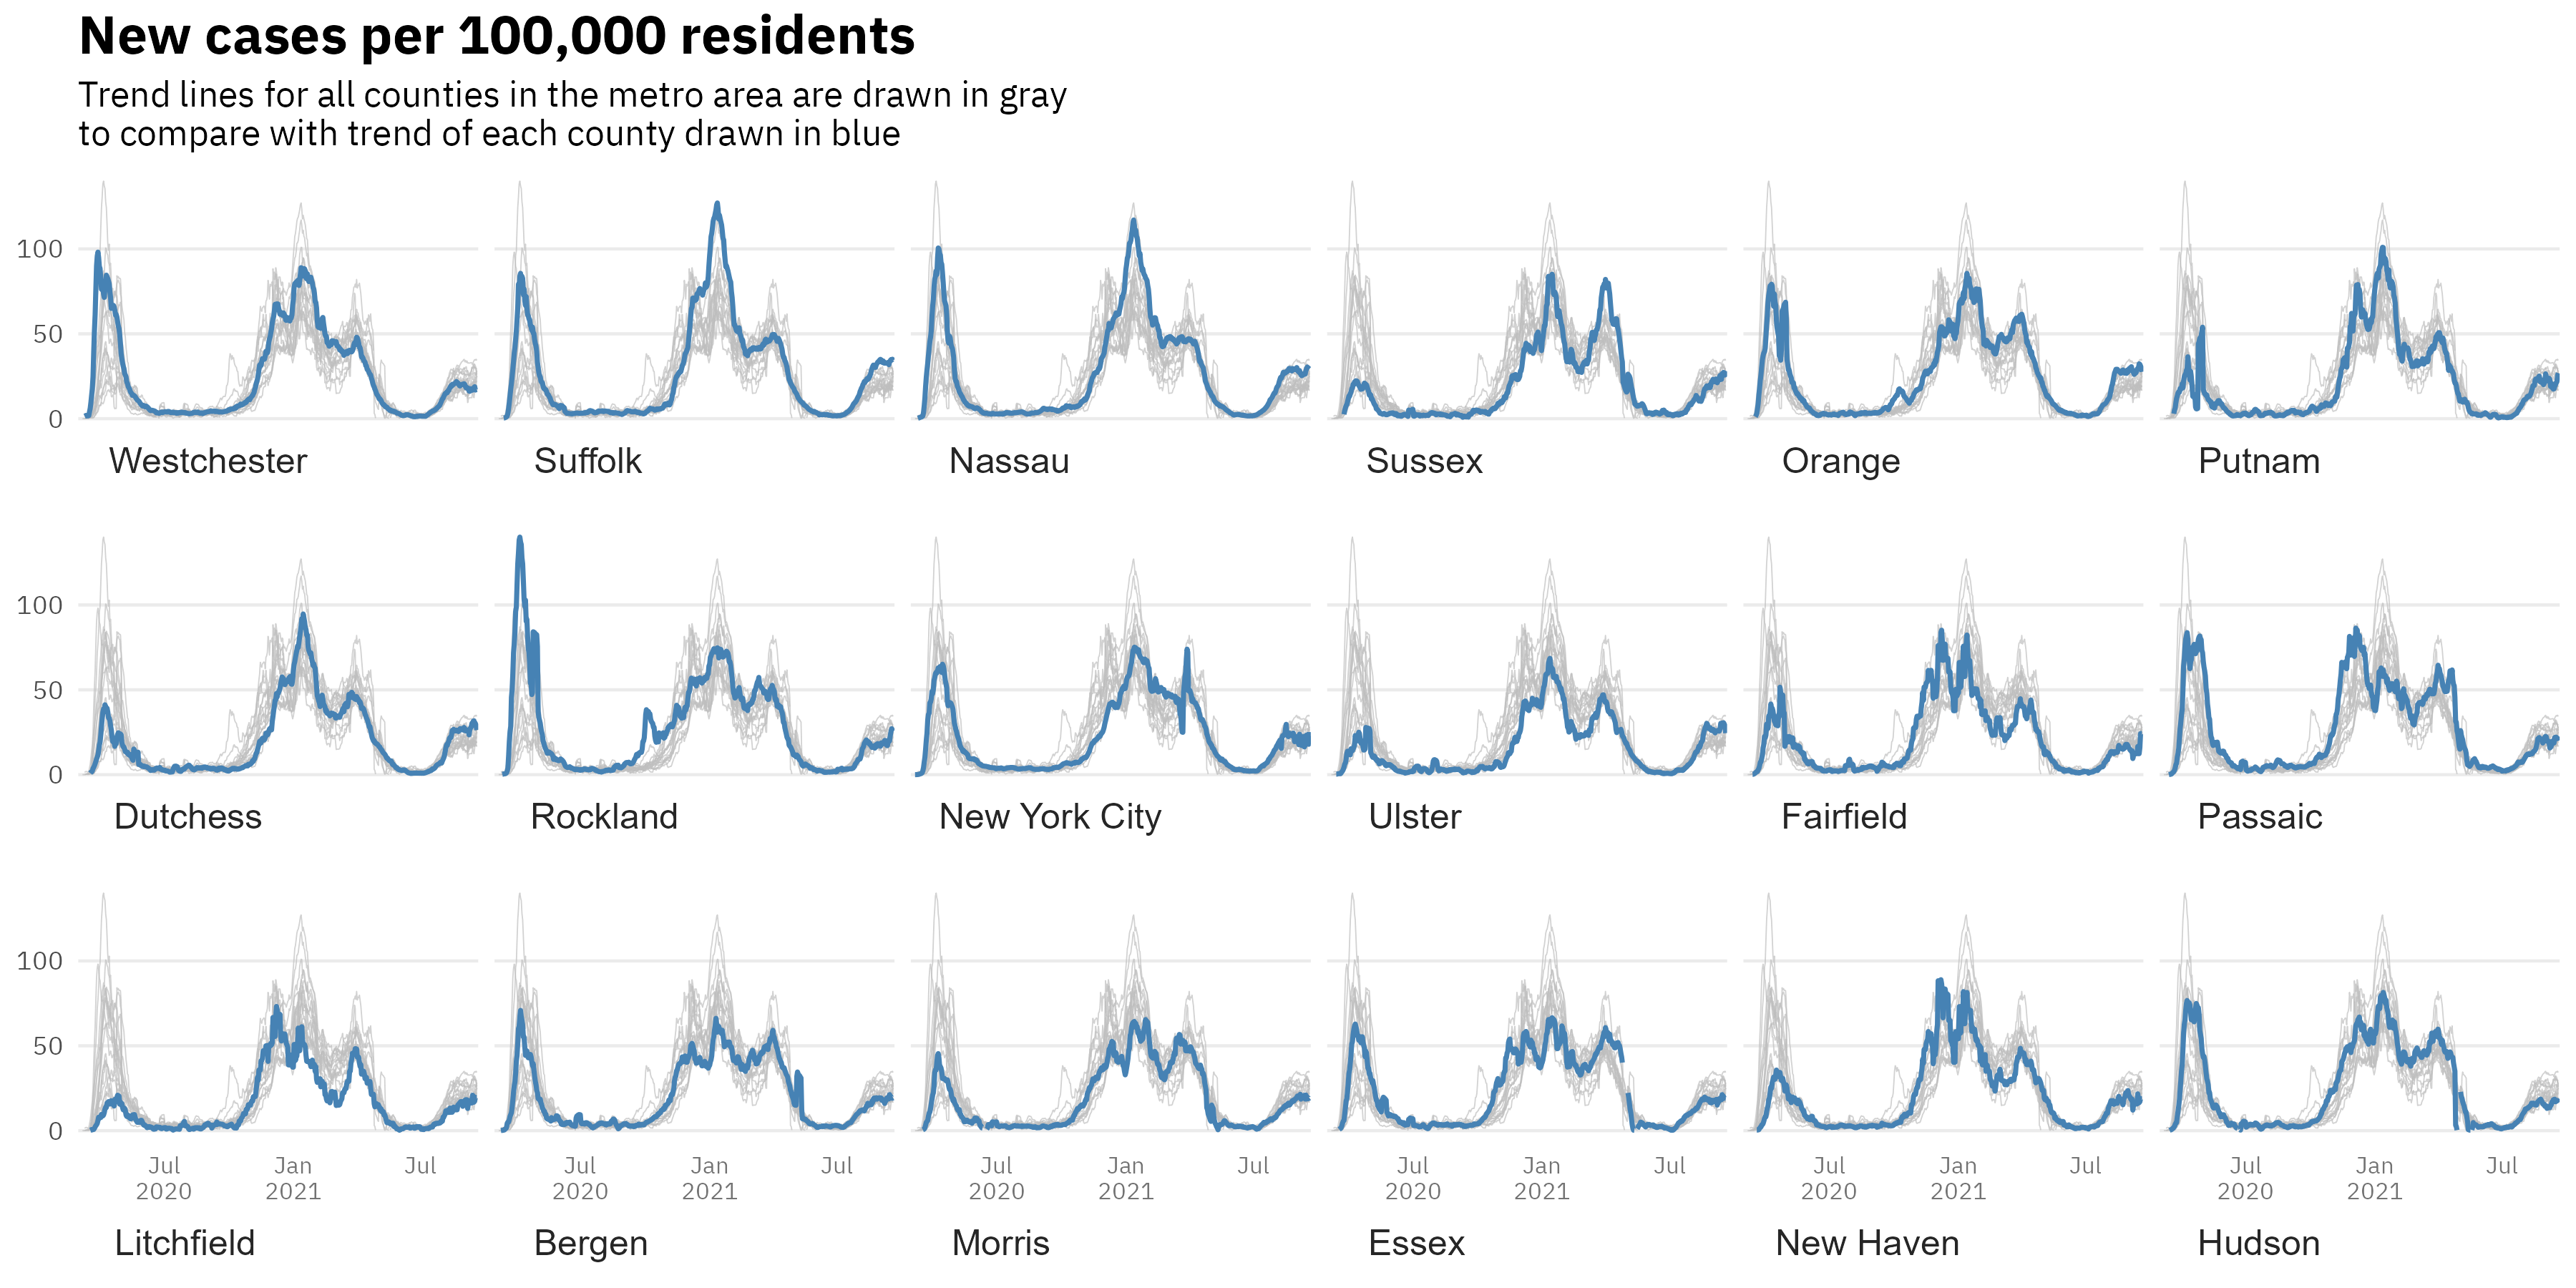 New cases per 100,000 residents
Trend lines for all counties in the metro area are drawn in gray
to compare with trend of each county drawn in blue
100
50
0
Westchester Suffolk Nassau Sussex Orange Putnam
100
50
0
Dutchess Rockland New York City Ulster Fairfield Passaic
100
50
0
Jul Jan Jul Jul Jan Jul Jul Jan Jul Jul Jan Jul Jul Jan Jul Jul Jan Jul
2020 2021 2020 2021 2020 2021 2020 2021 2020 2021 2020 2021
Litchfield Bergen Morris Essex New Haven Hudson